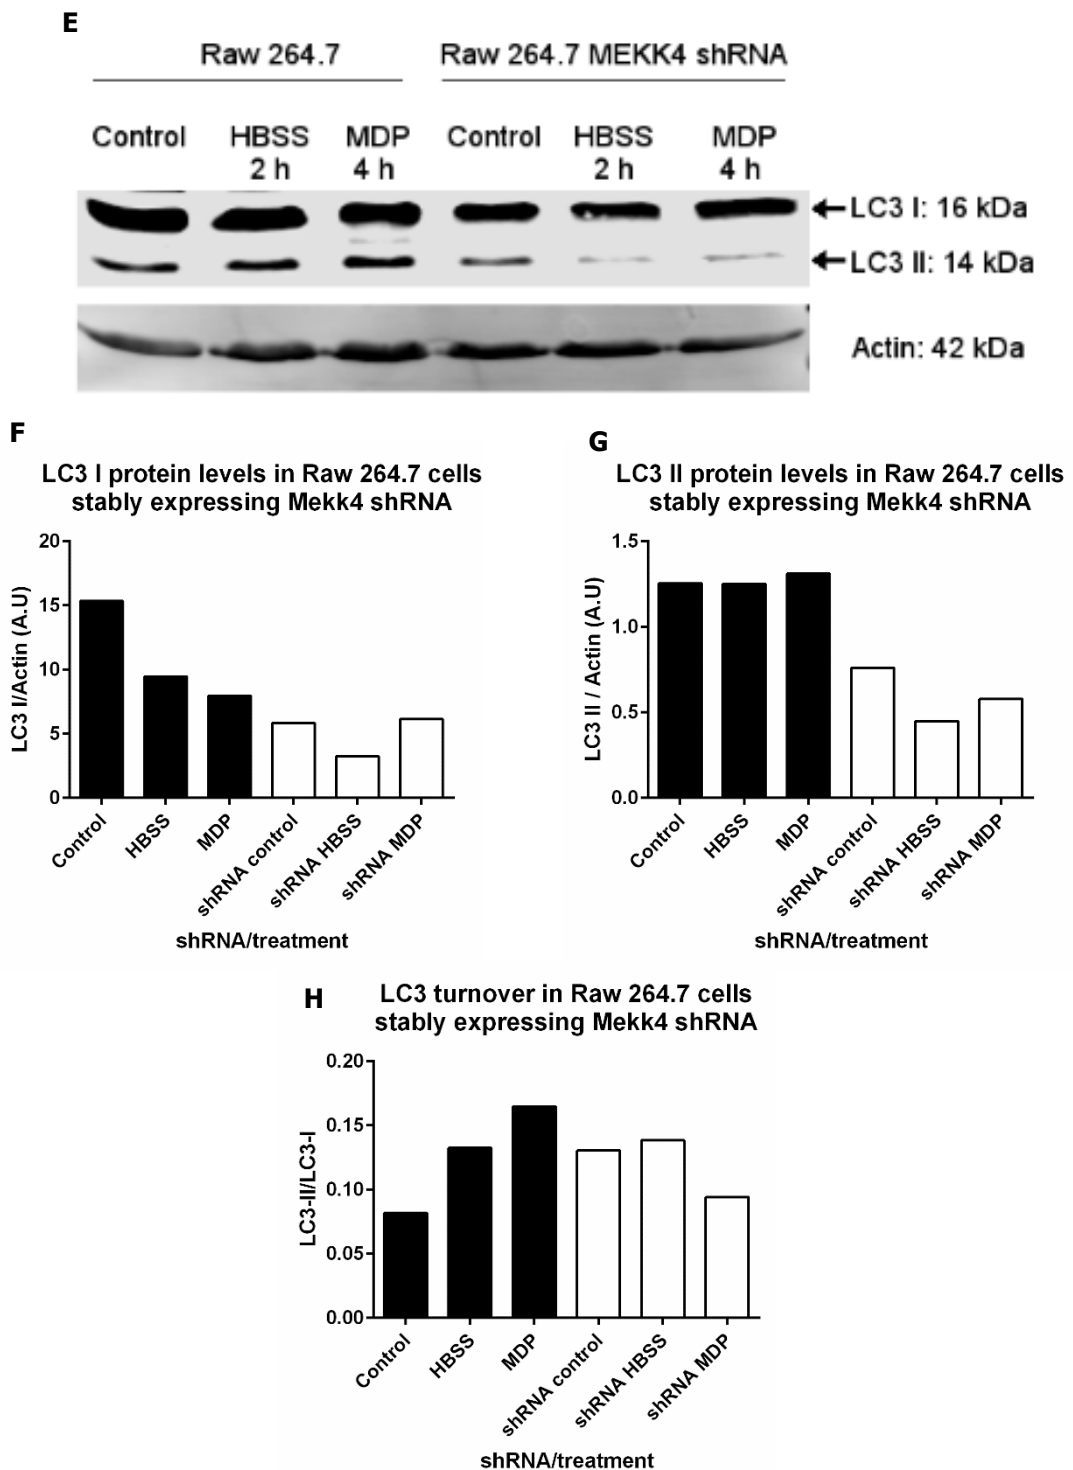 E
Raw 264.7
Raw 264.7 MEKK4 shRNA
Control
HBSS
2 h
MDP
4 h
Control
HBSS
2 h
MDP
4 h
LC3 I: 16 kDa
LC3 II: 14 kDa
Actin: 42 kDa
F
LC3 I protein levels in Raw 264.7 cells
stably expressing Mekk4 shRNA
LC3 I/Actin (A.U)
20
15
10
5
0
Control
HBSS
MDP
shRNA control
shRNA HBSS
shRNA MDP
shRNA/treatment
G
LC3 II protein levels in Raw 264.7 cells
stably expressing Mekk4 shRNA
LC3 II / Actin (A.U)
1.5
1.0
0.5
0.0
Control
HBSS
MDP
shRNA control
shRNA HBSS
shRNA MDP
shRNA/treatment
H
LC3 turnover in Raw 264.7 cells
stably expressing Mekk4 shRNA
LC3-II/LC3-I
0.20
0.15
0.10
0.05
0.00
Control
HBSS
MDP
shRNA control
shRNA HBSS
shRNA MDP
shRNA/treatment